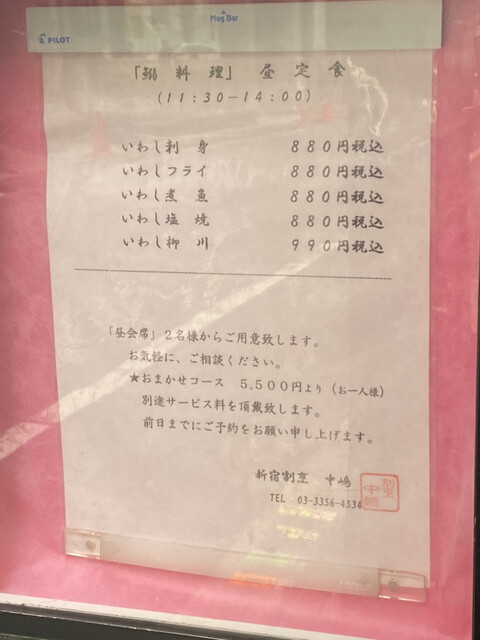 Mag Bar
PILOT
「鰯 料 理」 昼 定 食
(11:30－14:00)
いわし刺 身 880円税込
いわしフライ 880円税込
いわし煮 魚 880円税込
いわし塩 焼 880円税込
いわし柳 川 990円税込
「昼会席」2名様からご用意致します。
お気軽に、ご相談ください。
★おまかせコース 5,500円より（お一人様）
別途サービス料を頂戴致します。
前日までにご予約をお願い申し上げます。
新宿割烹 中嶋
TEL 03-3356-4534
割烹
中嶋